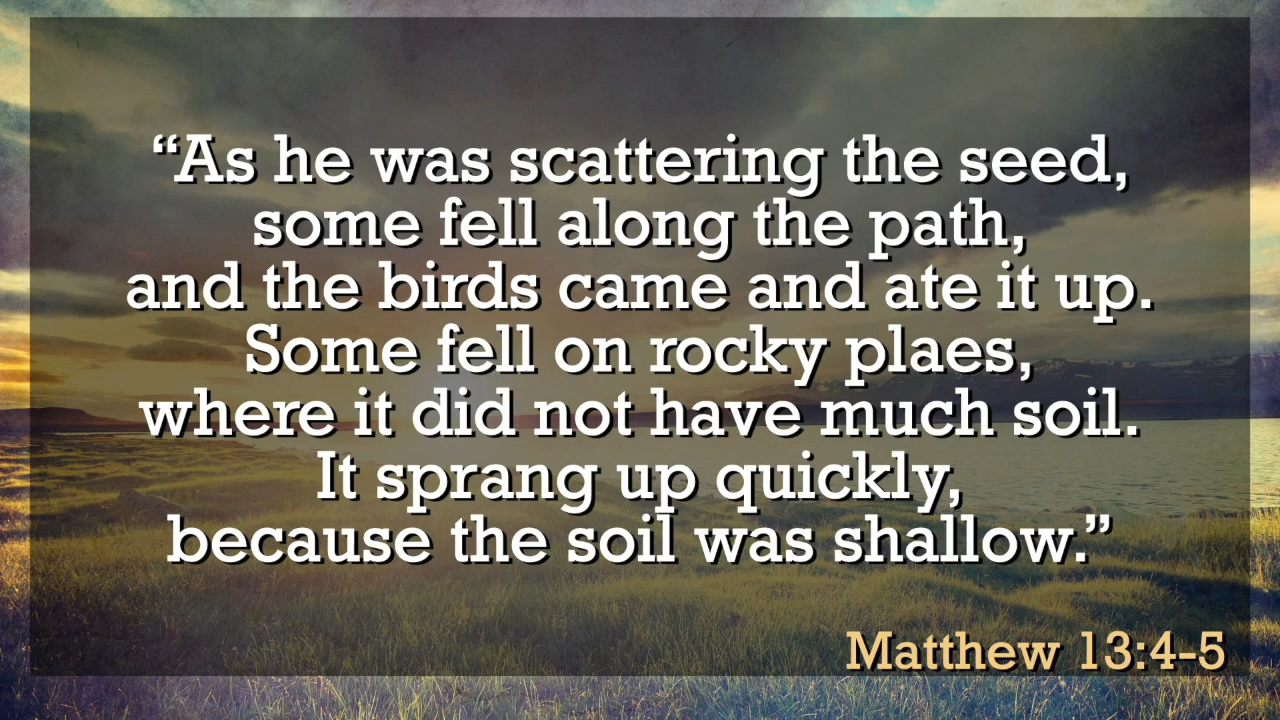 “As he was scattering the seed,
some fell along the path,
and the birds came and ate it up.
Some fell on rocky plaes,
where it did not have much soil.
It sprang up quickly,
because the soil was shallow.”
Matthew 13:4-5